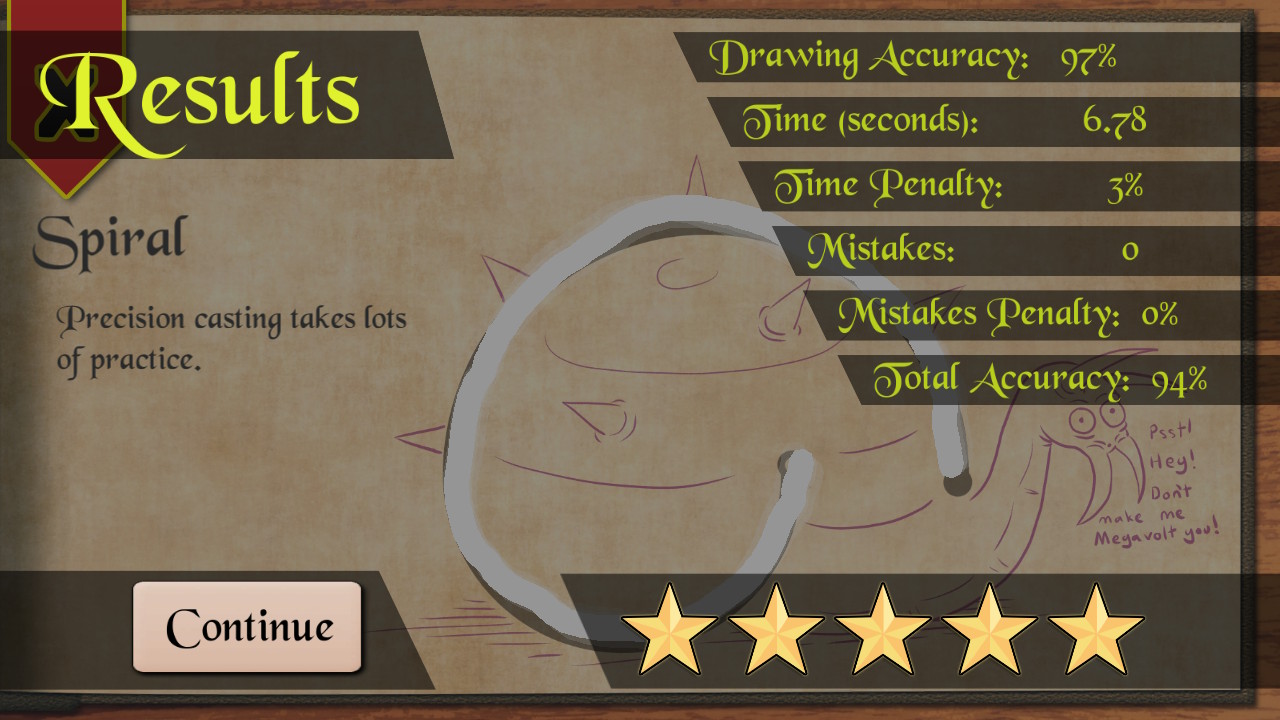 Results
Drawing Accuracy: 97%
Time (seconds): 6.78
Time Penalty: 3%
Mistakes: 0
Mistakes Penalty: 0%
Total Accuracy: 94%
Spiral
Precision casting takes lots
of practice.
Psst!
Hey!
Don't
make me
Megavolt you!
Continue